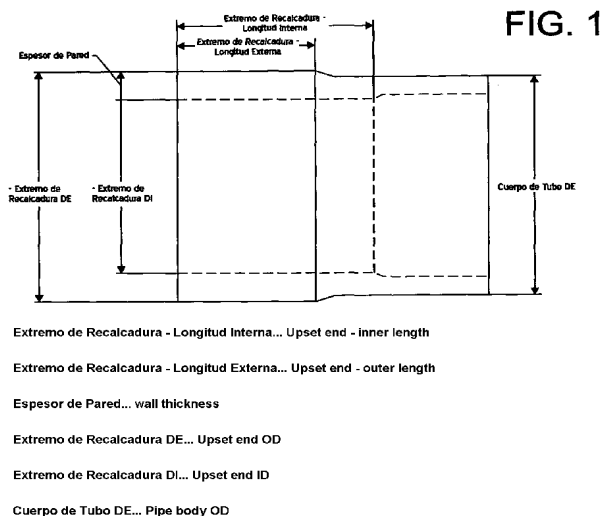 FIG. 1
Extremo de Recalcadura -
Longitud Interna
Extremo de Recalcadura -
Longitud Externa
Espesor de Pared
- Extremo de
Recalcadura DE
- Extremo de
Recalcadura DI
Cuerpo de Tubo DE
Extremo de Recalcadura - Longitud Interna... Upset end - inner length
Extremo de Recalcadura - Longitud Externa... Upset end - outer length
Espesor de Pared... wall thickness
Extremo de Recalcadura DE... Upset end OD
Extremo de Recalcadura DI... Upset end ID
Cuerpo de Tubo DE... Pipe body OD